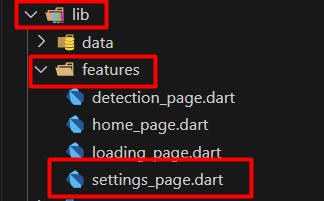 lib
data
features
detection_page.dart
home_page.dart
loading_page.dart
settings_page.dart